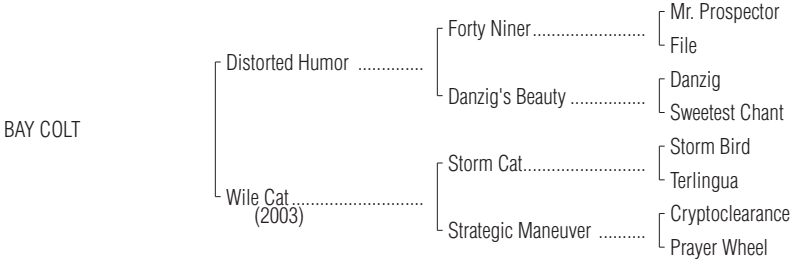 Mr. Prospector
Forty Niner........................
File
Distorted Humor ..............
Danzig
Danzig's Beauty ................
Sweetest Chant
BAY COLT
Storm Bird
Storm Cat..........................
Terlingua
Wile Cat............................
(2003)
Cryptoclearance
Strategic Maneuver ..........
Prayer Wheel